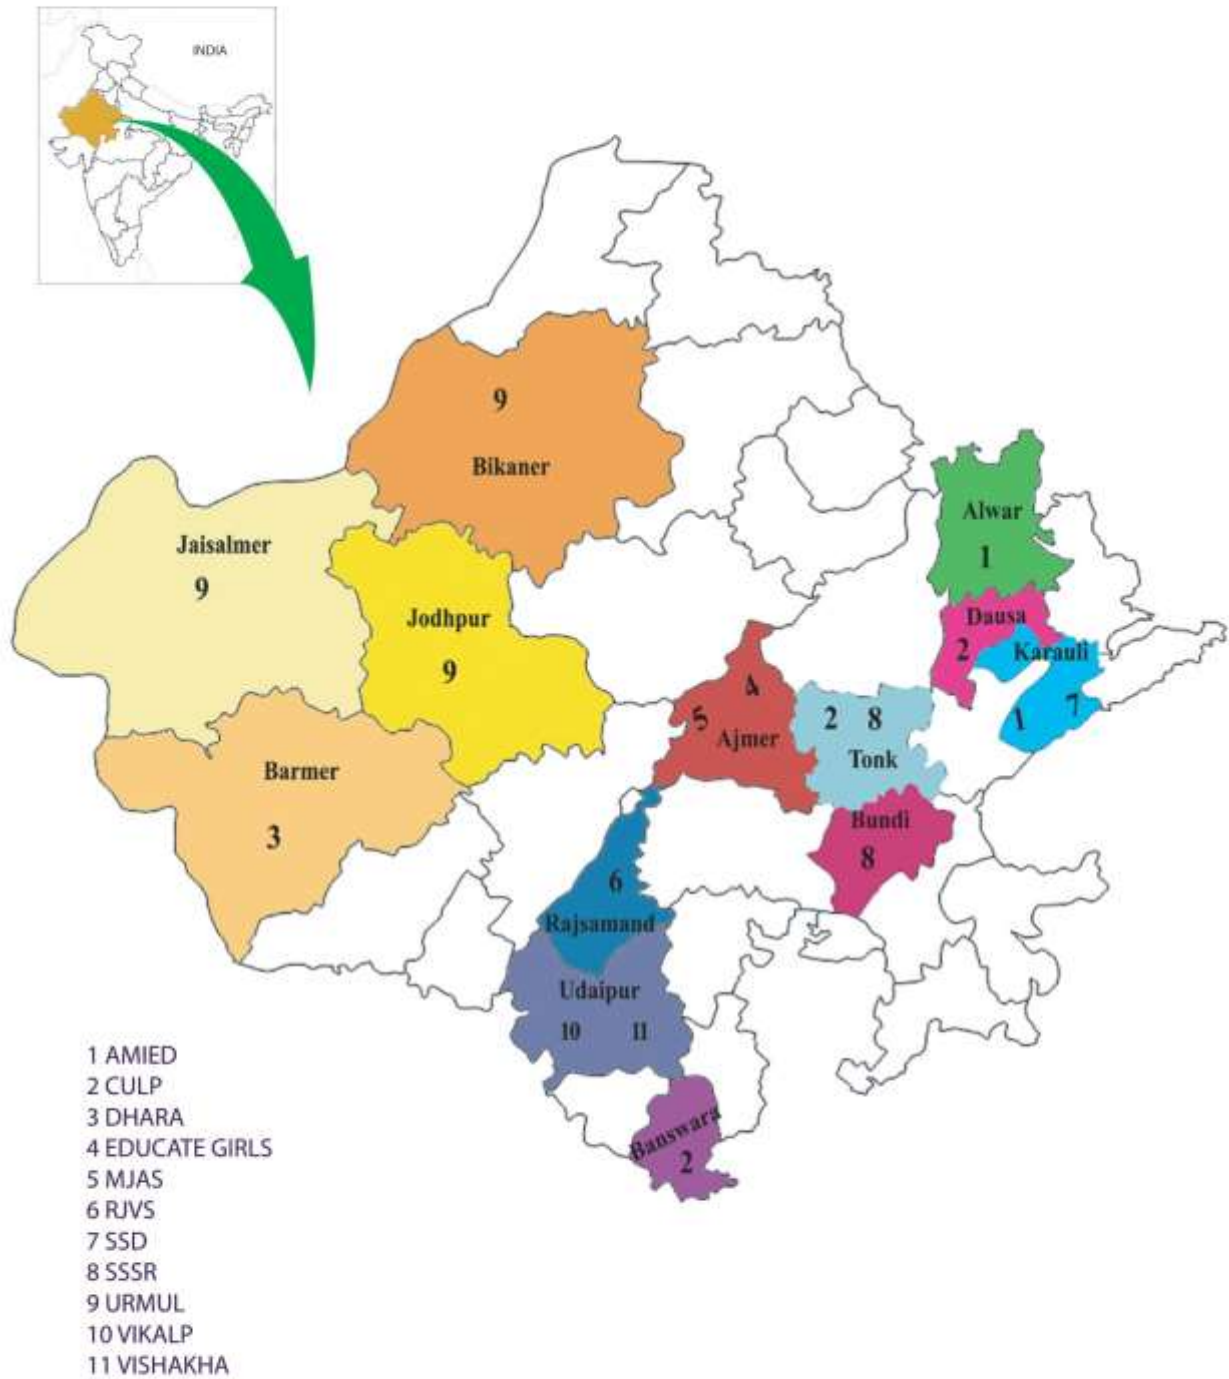 INDIA
9
Bikaner
Alwar
1
Jaisalmer
9
Jodhpur
9
Dausa
2
Karauli
1 7
4
5
Ajmer
2 8
Tonk
Barmer
3
Bundi
8
6
Rajsamand
Udaipur
10 11
Banswara
2
1 AMIED
2 CULP
3 DHARA
4 EDUCATE GIRLS
5 MJAS
6 RJVS
7 SSD
8 SSSR
9 URMUL
10 VIKALP
11 VISHAKHA